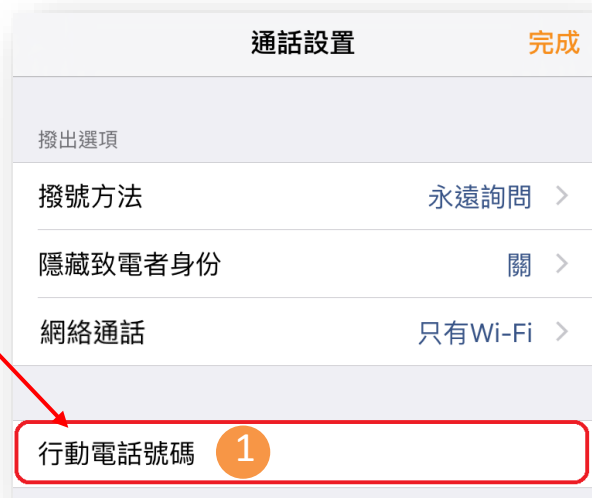 通話設置 完成
撥出選項
撥號方法 永遠詢問
隱藏致電者身份 關
網絡通話 只有Wi-Fi
行動電話號碼 1